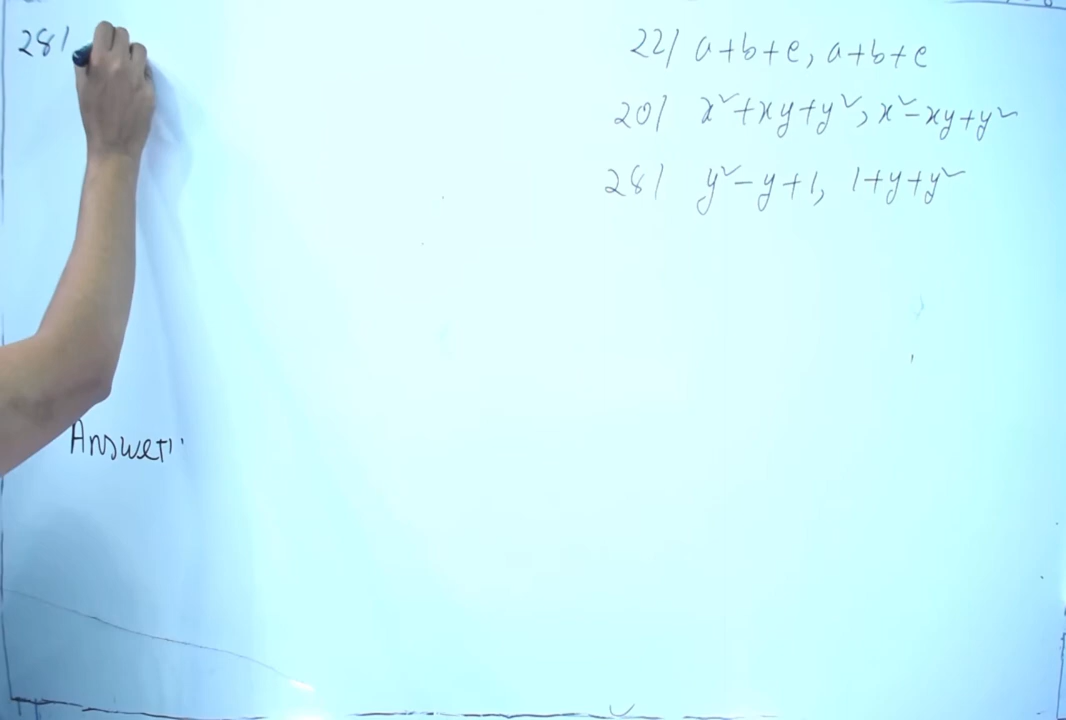 28/
22/ a+b+c, a+b+c
20/ x²+xy+y², x²-xy+y²
28/ y²-y+1, 1+y+y²
Answer: